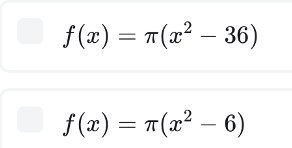 f(x) = π(x² − 36)
f(x) = π(x² − 6)